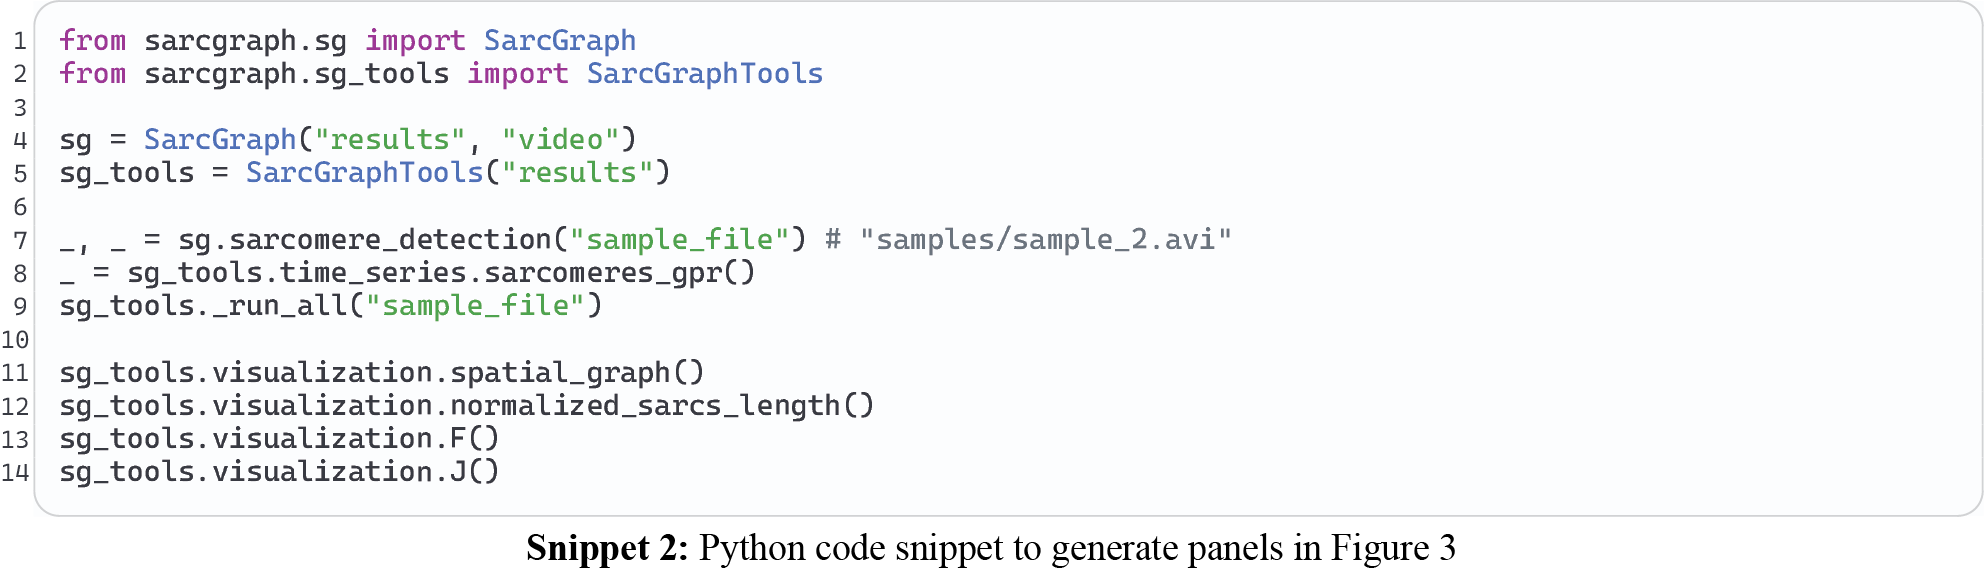 1 from sarcgraph.sg import SarcGraph
2 from sarcgraph.sg_tools import SarcGraphTools
3
4 sg = SarcGraph("results", "video")
5 sg_tools = SarcGraphTools("results")
6
7 _, _ = sg.sarcomere_detection("sample_file") # "samples/sample_2.avi"
8 _ = sg_tools.time_series.sarcomeres_gpr()
9 sg_tools._run_all("sample_file")
10
11 sg_tools.visualization.spatial_graph()
12 sg_tools.visualization.normalized_sarcs_length()
13 sg_tools.visualization.F()
14 sg_tools.visualization.J()
Snippet 2: Python code snippet to generate panels in Figure 3